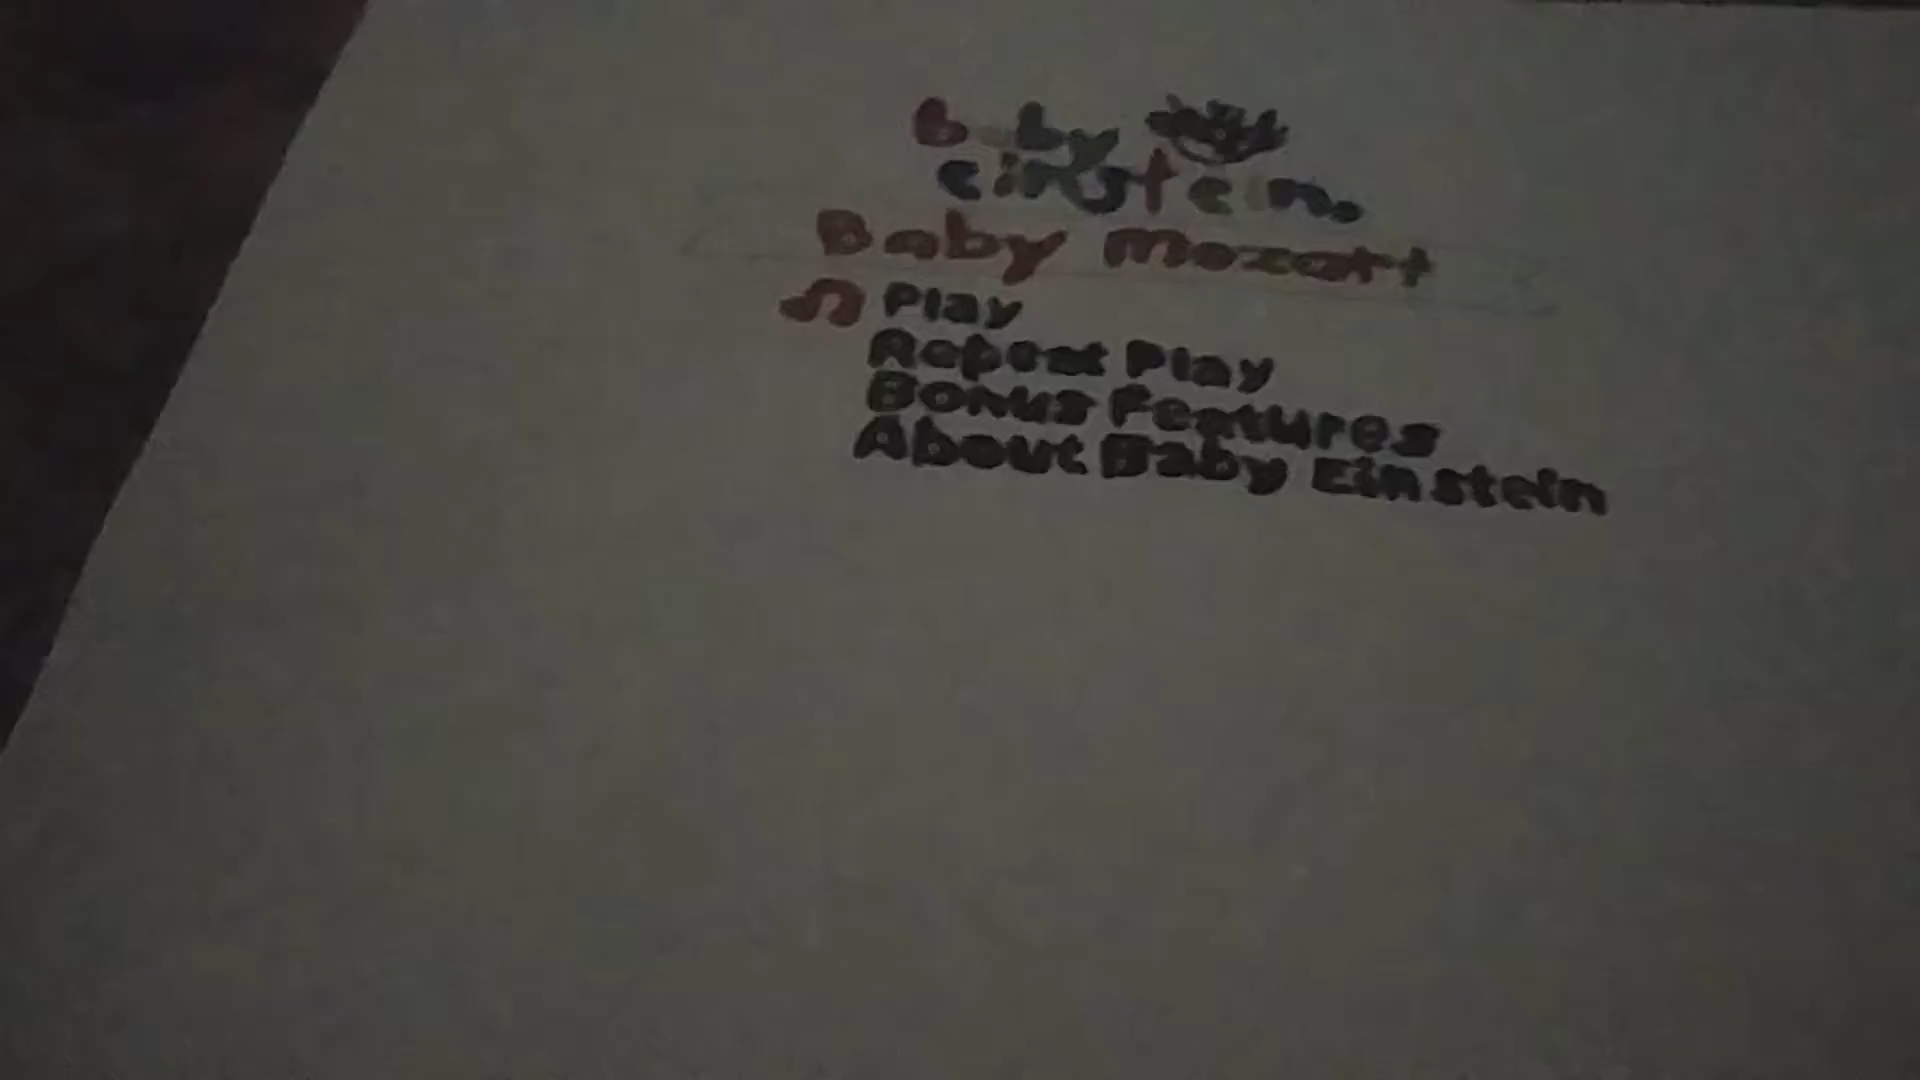 baby
einstein.
Baby Mozart
Play
Repeat Play
Bonus Features
About Baby Einstein